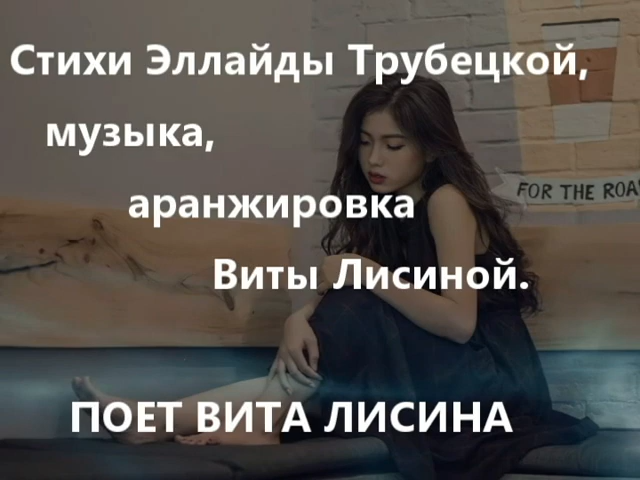 Стихи Эллайды Трубецкой,
музыка,
аранжировка
FOR THE ROA
Виты Лисиной.
ПОЕТ ВИТА ЛИСИНА